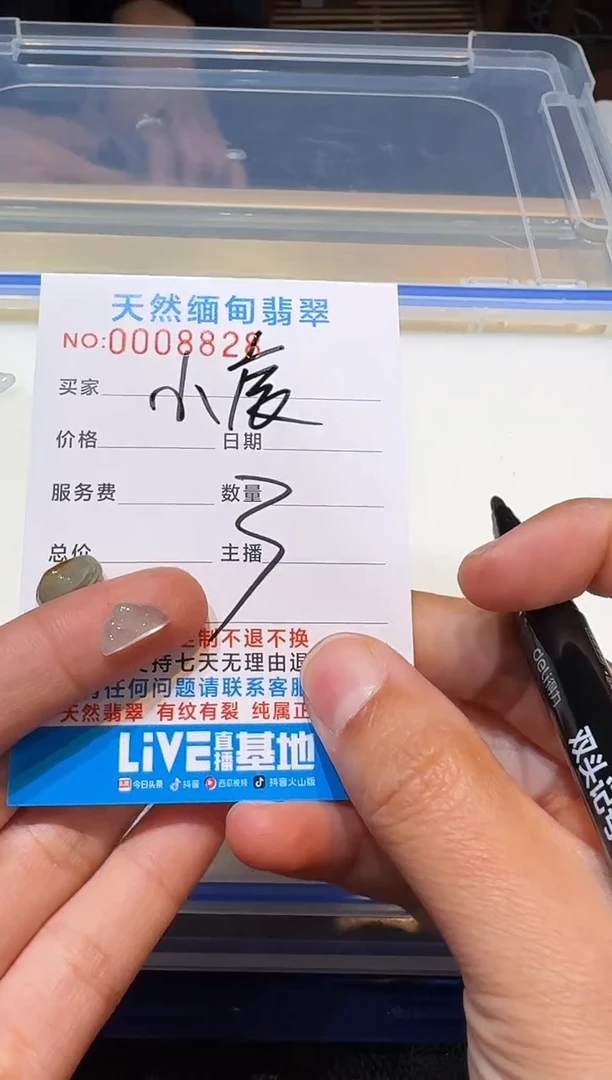 天然缅甸翡翠
NO:0008828
买家 小度
价格 日期
服务费 数量 3
总价 主播
制不退不换
持七天无理由退
任何问题请联系客服
天然翡翠 有纹有裂 纯属正
LiVE直播基地
今日头条 抖音 西瓜视频 抖音火山版
deli得力
双头记号